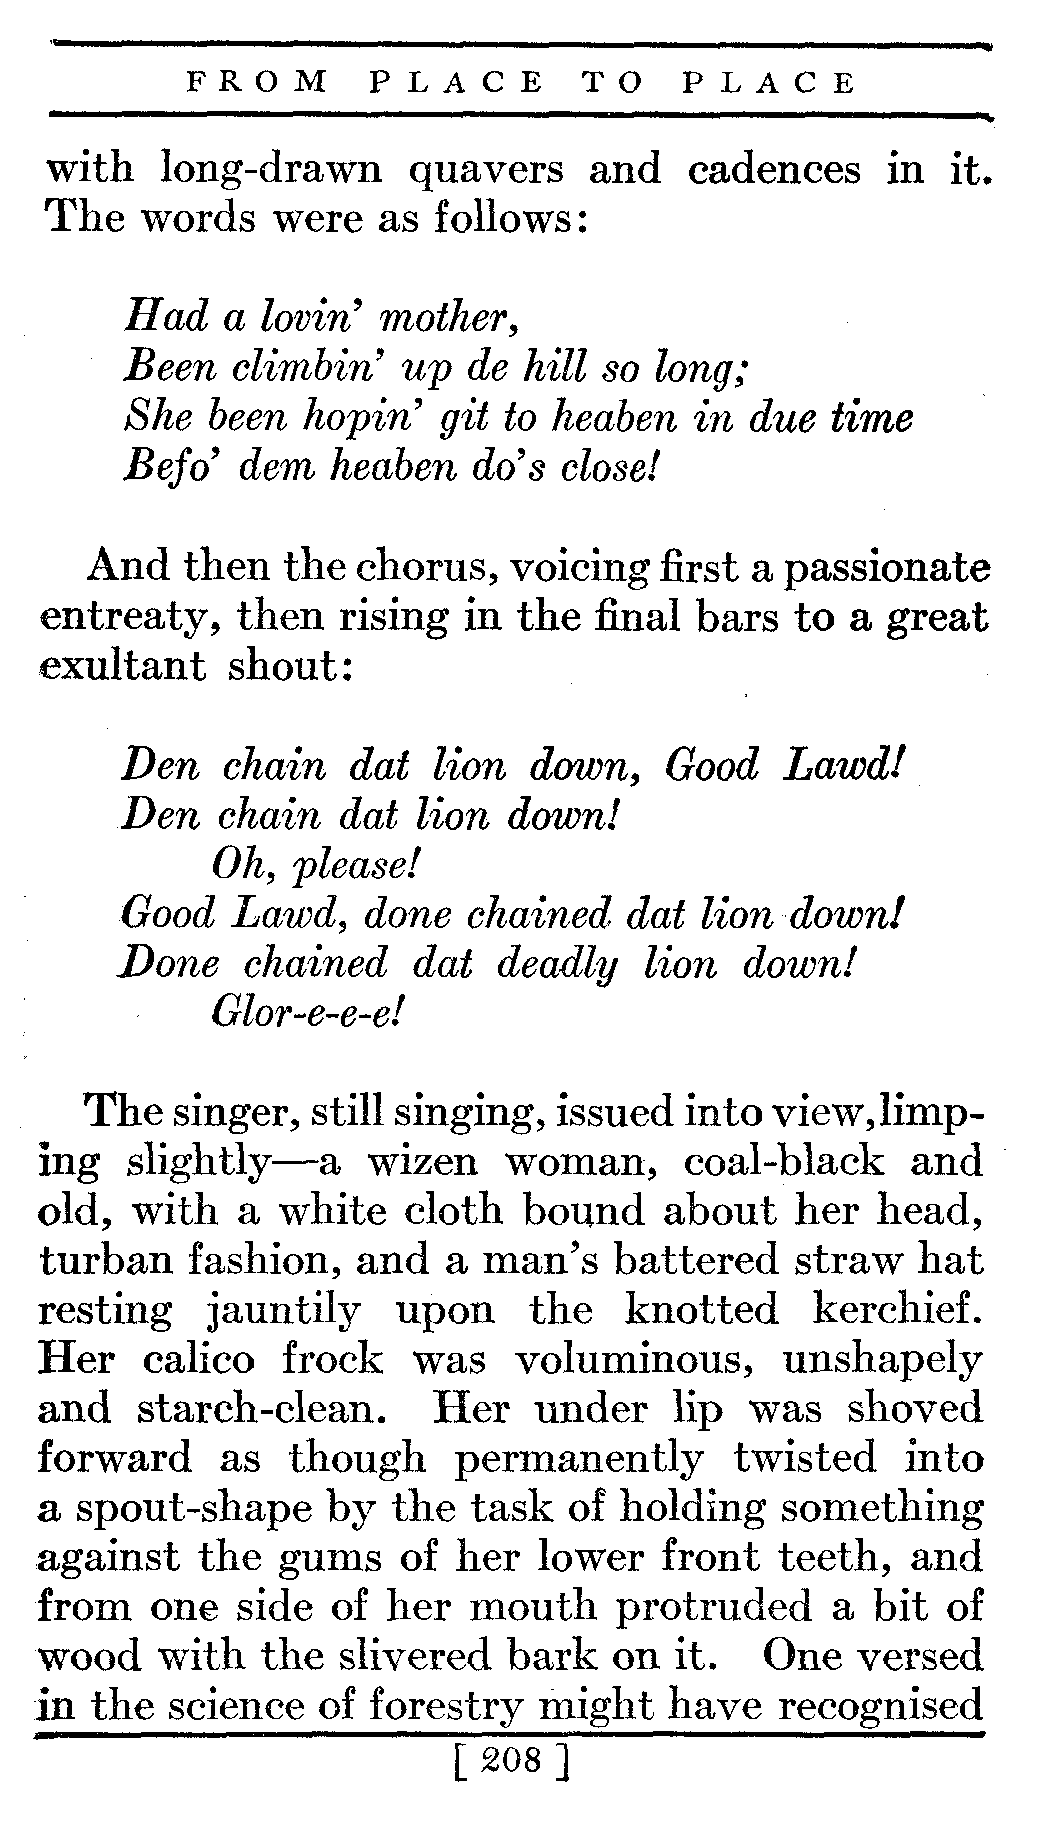 FROM PLACE TO PLACE
with long-drawn quavers and cadences in it.
The words were as follows:
Had a lovin' mother,
Been climbin' up de hill so long;
She been hopin' git to heaben in due time
Befo' dem heaben do's close!
And then the chorus, voicing first a passionate
entreaty, then rising in the final bars to a great
exultant shout:
Den chain dat lion down, Good Lawd!
Den chain dat lion down!
Oh, please!
Good Lawd, done chained dat lion down!
Done chained dat deadly lion down!
Glor-e-e-e!
The singer, still singing, issued into view, limp-
ing slightly—a wizen woman, coal-black and
old, with a white cloth bound about her head,
turban fashion, and a man's battered straw hat
resting jauntily upon the knotted kerchief.
Her calico frock was voluminous, unshapely
and starch-clean. Her under lip was shoved
forward as though permanently twisted into
a spout-shape by the task of holding something
against the gums of her lower front teeth, and
from one side of her mouth protruded a bit of
wood with the slivered bark on it. One versed
in the science of forestry might have recognised
[ 208 ]